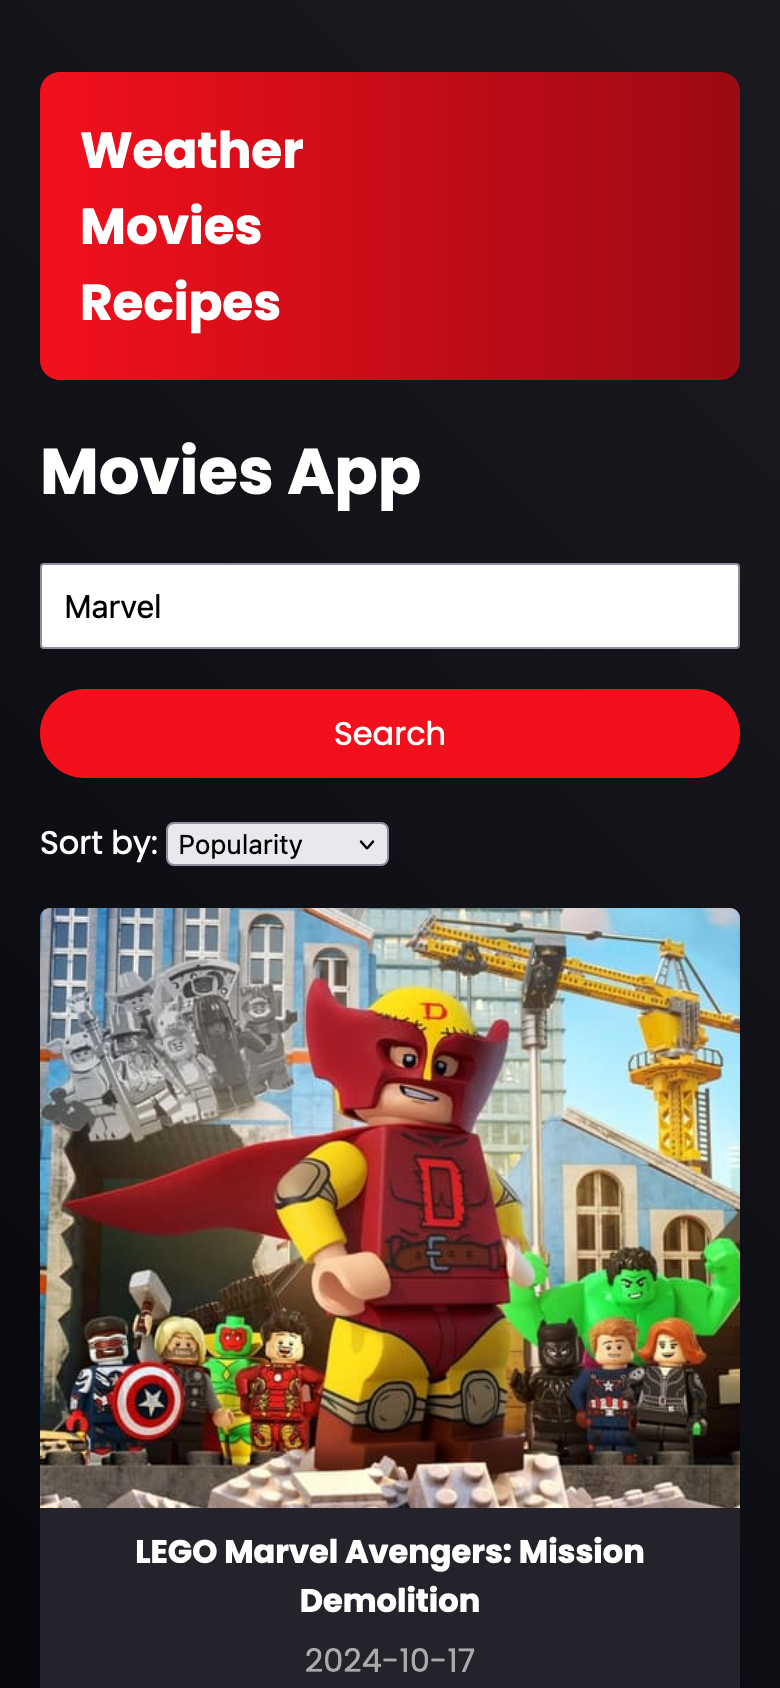 Weather
Movies
Recipes
Movies App
Marvel
Search
Sort by: Popularity
D
D
LEGO Marvel Avengers: Mission
Demolition
2024-10-17